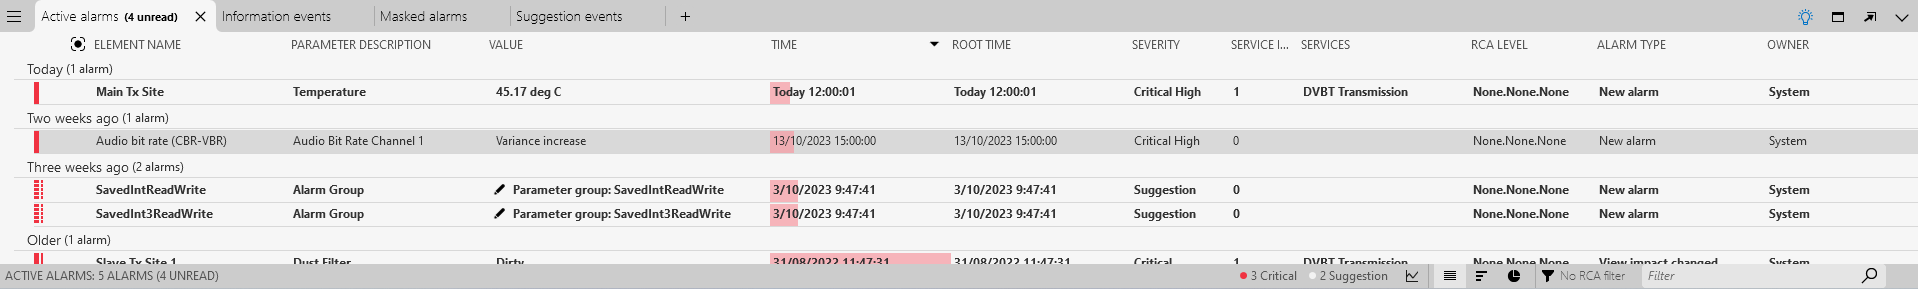 Active alarms (4 unread) Information events Masked alarms Suggestion events
ELEMENT NAME PARAMETER DESCRIPTION VALUE TIME ROOT TIME SEVERITY SERVICE I... SERVICES RCA LEVEL ALARM TYPE OWNER
Today (1 alarm)
Main Tx Site Temperature 45.17 deg C Today 12:00:01 Today 12:00:01 Critical High 1 DVBT Transmission None.None.None New alarm System
Two weeks ago (1 alarm)
Audio bit rate (CBR-VBR) Audio Bit Rate Channel 1 Variance increase 13/10/2023 15:00:00 13/10/2023 15:00:00 Critical High 0 None.None.None New alarm System
Three weeks ago (2 alarms)
SavedIntReadWrite Alarm Group Parameter group: SavedIntReadWrite 3/10/2023 9:47:41 3/10/2023 9:47:41 Suggestion 0 None.None.None New alarm System
SavedInt3ReadWrite Alarm Group Parameter group: SavedInt3ReadWrite 3/10/2023 9:47:41 3/10/2023 9:47:41 Suggestion 0 None.None.None New alarm System
Older (1 alarm)
Slave Tx Site 1 Dust Filter Dirty 31/08/2022 11:47:31 31/08/2022 11:47:31 Critical 1 DVBT Transmission None.None.None View impact changed System
ACTIVE ALARMS: 5 ALARMS (4 UNREAD) 3 Critical 2 Suggestion No RCA filter Filter